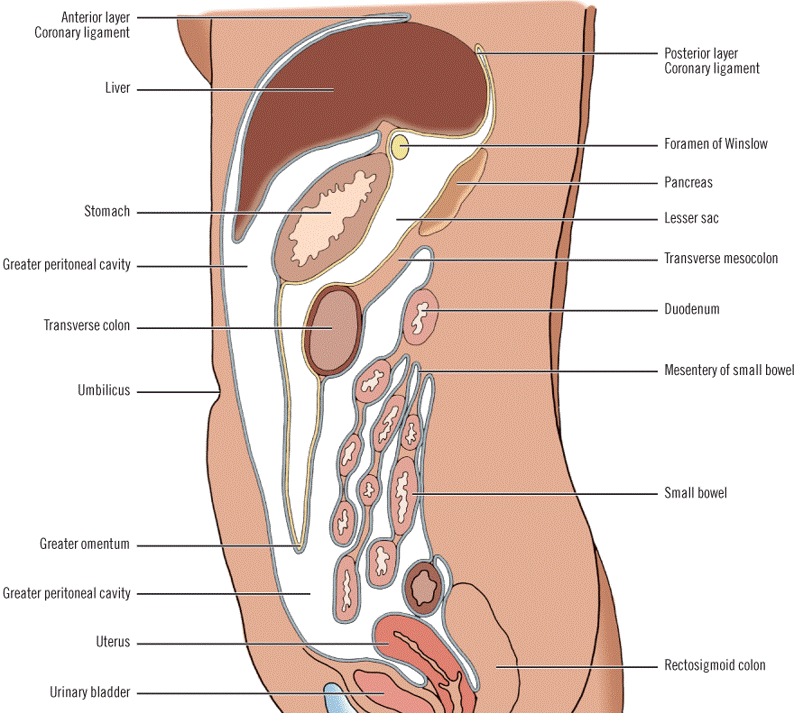 Anterior layer
Coronary ligament
Liver
Stomach
Greater peritoneal cavity
Transverse colon
Umbilicus
Greater omentum
Greater peritoneal cavity
Uterus
Urinary bladder
Posterior layer
Coronary ligament
Foramen of Winslow
Pancreas
Lesser sac
Transverse mesocolon
Duodenum
Mesentery of small bowel
Small bowel
Rectosigmoid colon